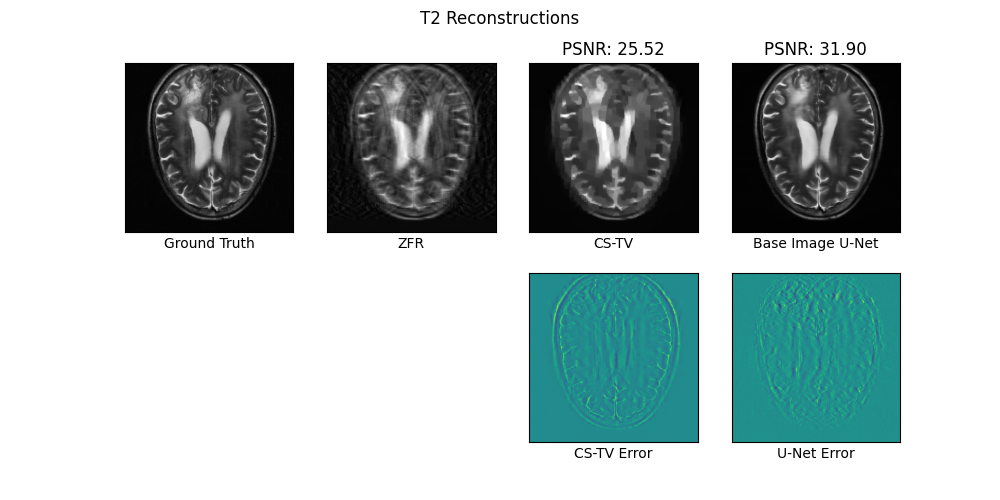 T2 Reconstructions
PSNR: 25.52
PSNR: 31.90
Ground Truth
ZFR
CS-TV
Base Image U-Net
CS-TV Error
U-Net Error